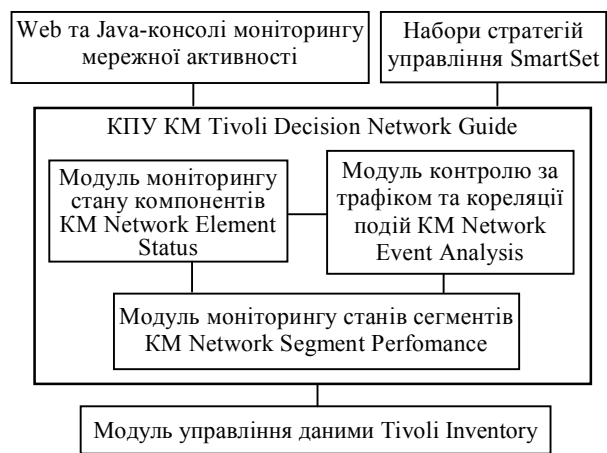 Web та Java-консолі моніторингу
мережної активності
Набори стратегій
управління SmartSet
КПУ КМ Tivoli Decision Network Guide
Модуль моніторингу
стану компонентів
КМ Network Element
Status
Модуль контролю за
трафіком та кореляції
подій КМ Network
Event Analysis
Модуль моніторингу станів сегментів
КМ Network Segment Perfomance
Модуль управління даними Tivoli Inventory